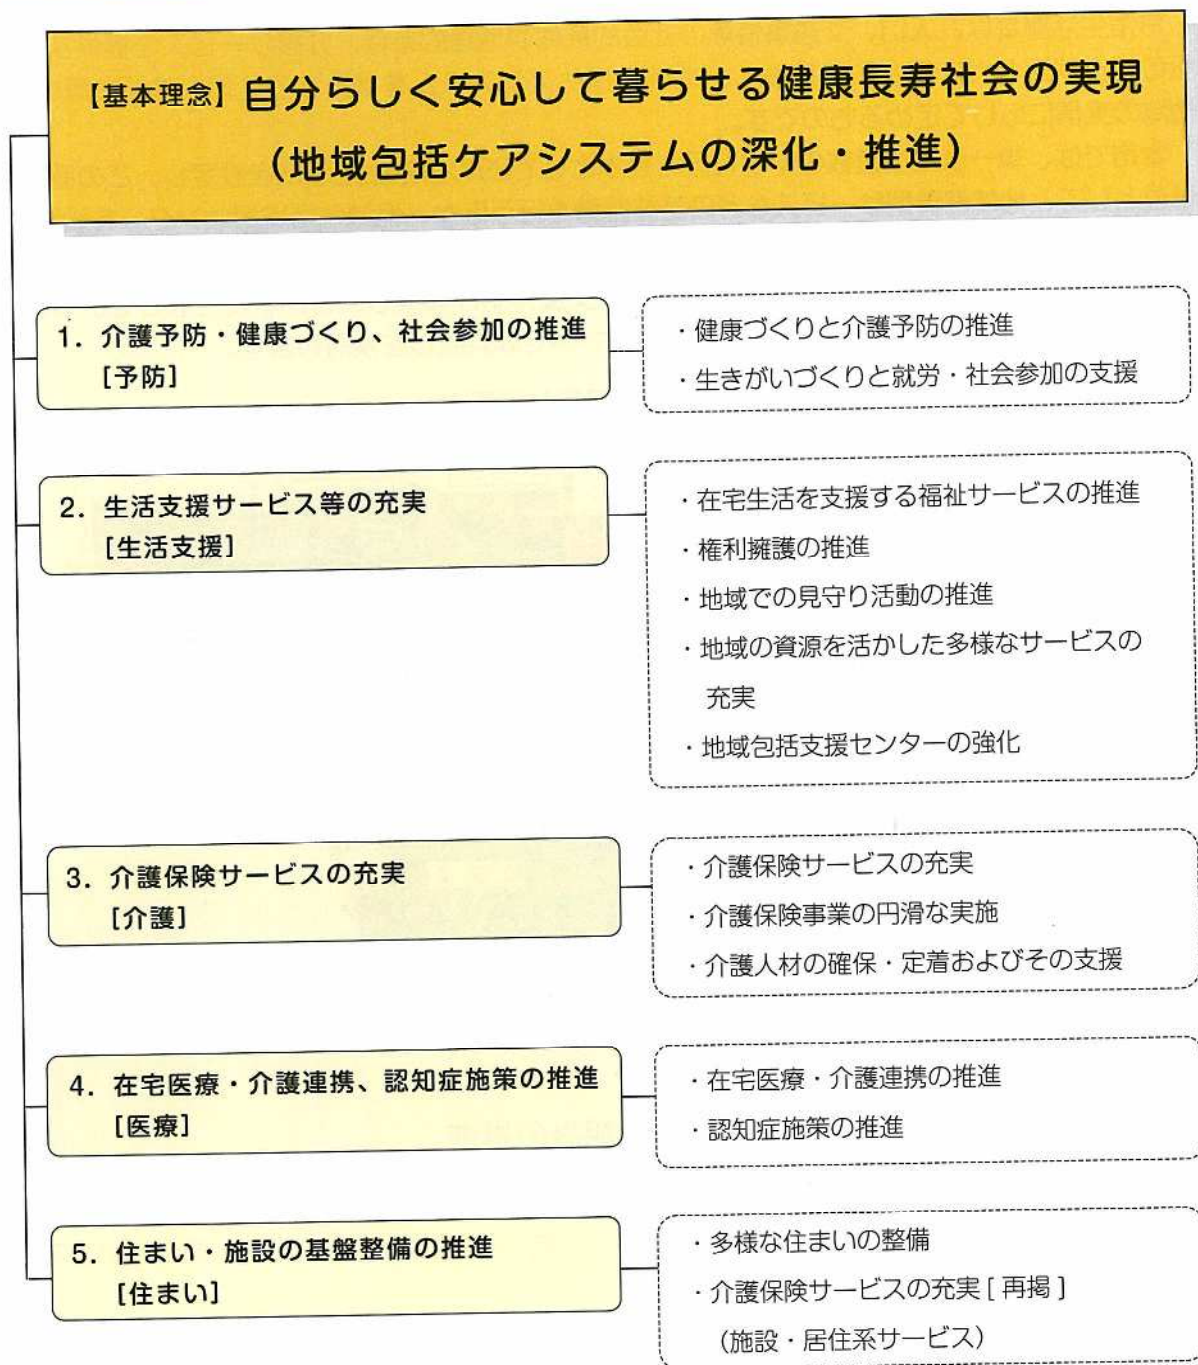 【基本理念】自分らしく安心して暮らせる健康長寿社会の実現
（地域包括ケアシステムの深化・推進）
1．介護予防・健康づくり、社会参加の推進
［予防］
・健康づくりと介護予防の推進
・生きがいづくりと就労・社会参加の支援
2．生活支援サービス等の充実
［生活支援］
・在宅生活を支援する福祉サービスの推進
・権利擁護の推進
・地域での見守り活動の推進
・地域の資源を活かした多様なサービスの
充実
・地域包括支援センターの強化
3．介護保険サービスの充実
［介護］
・介護保険サービスの充実
・介護保険事業の円滑な実施
・介護人材の確保・定着およびその支援
4．在宅医療・介護連携、認知症施策の推進
［医療］
・在宅医療・介護連携の推進
・認知症施策の推進
5．住まい・施設の基盤整備の推進
［住まい］
・多様な住まいの整備
・介護保険サービスの充実［再掲］
（施設・居住系サービス）